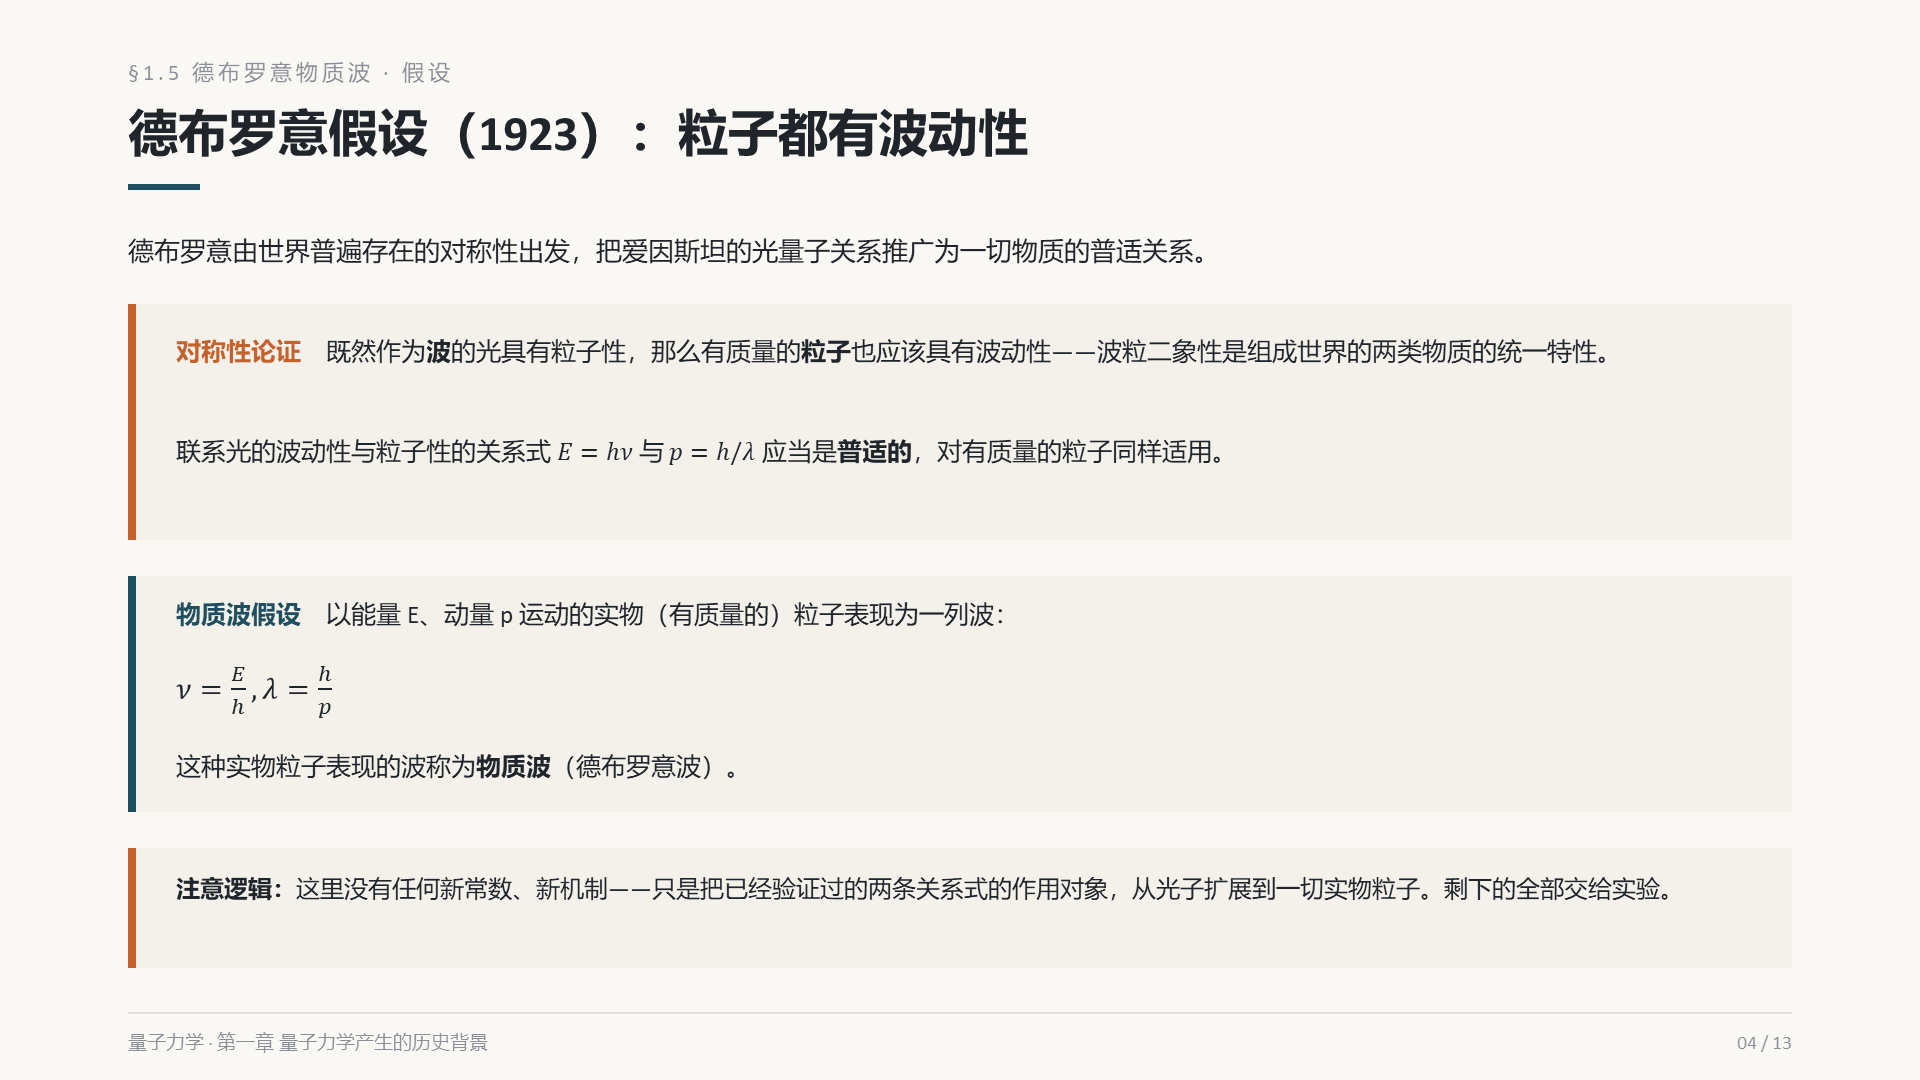 §1.5 德布罗意物质波 · 假设
德布罗意假设（1923）：粒子都有波动性
德布罗意由世界普遍存在的对称性出发，把爱因斯坦的光量子关系推广为一切物质的普适关系。
对称性论证　既然作为波的光具有粒子性，那么有质量的粒子也应该具有波动性——波粒二象性是组成世界的两类物质的统一特性。
联系光的波动性与粒子性的关系式 E = hν 与 p = h/λ 应当是普适的，对有质量的粒子同样适用。
物质波假设　以能量 E、动量 p 运动的实物（有质量的）粒子表现为一列波：
ν = E/h, λ = h/p
这种实物粒子表现的波称为物质波（德布罗意波）。
注意逻辑：这里没有任何新常数、新机制——只是把已经验证过的两条关系式的作用对象，从光子扩展到一切实物粒子。剩下的全部交给实验。
量子力学 · 第一章 量子力学产生的历史背景
04 / 13